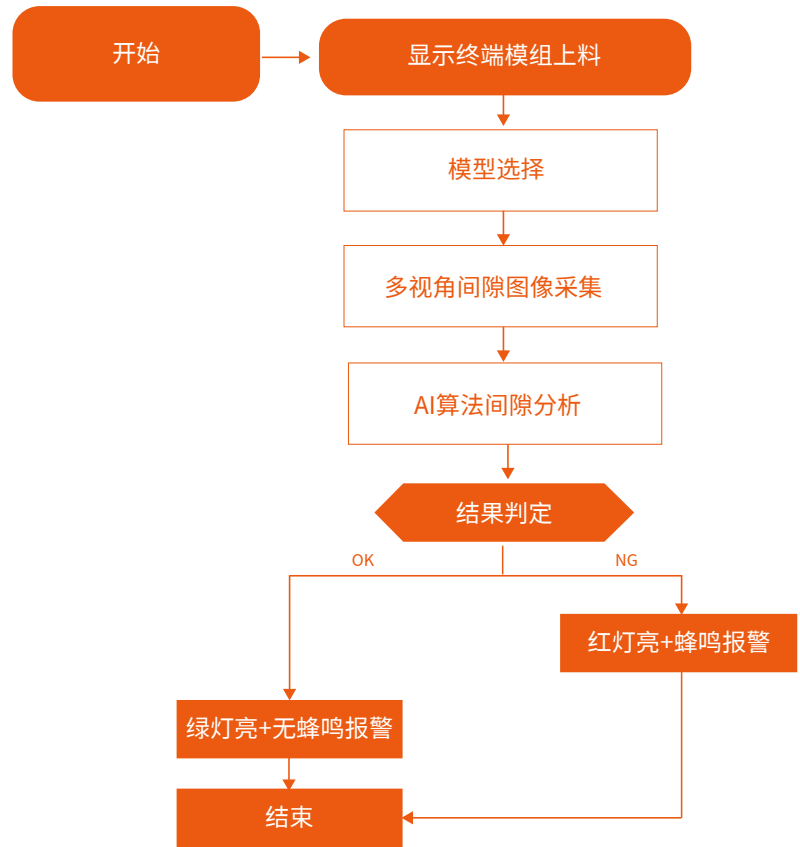 开始
显示终端模组上料
模型选择
多视角间隙图像采集
AI算法间隙分析
结果判定
OK
NG
红灯亮+蜂鸣报警
绿灯亮+无蜂鸣报警
结束